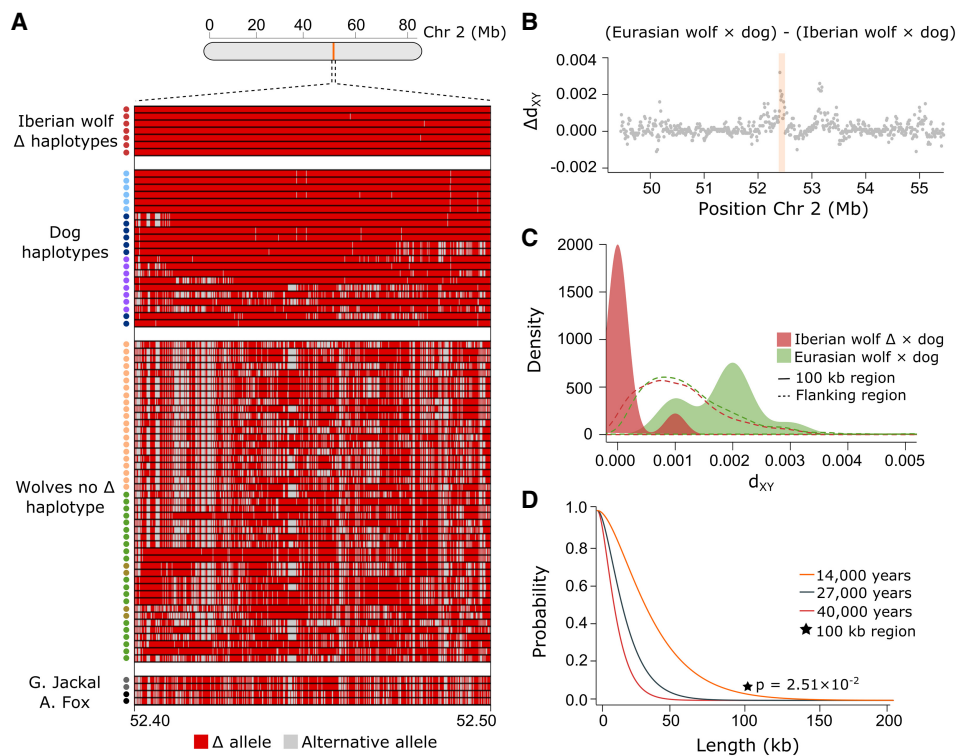 A
0 20 40 60 80 Chr 2 (Mb)
Iberian wolf
Δ haplotypes
Dog
haplotypes
Wolves no Δ
haplotype
G. Jackal
A. Fox
52.40 52.50
Δ allele Alternative allele
B
(Eurasian wolf × dog) - (Iberian wolf × dog)
0.004
0.002
0.000
-0.002
ΔdXY
50 51 52 53 54 55
Position Chr 2 (Mb)
C
2000
1500
1000
500
0
Density
Iberian wolf Δ × dog
Eurasian wolf × dog
100 kb region
Flanking region
0.000 0.001 0.002 0.003 0.004 0.005
dXY
D
1.0
0.8
0.6
0.4
0.2
0.0
Probability
14,000 years
27,000 years
40,000 years
100 kb region
p = 2.51×10-2
0 50 100 150 200
Length (kb)